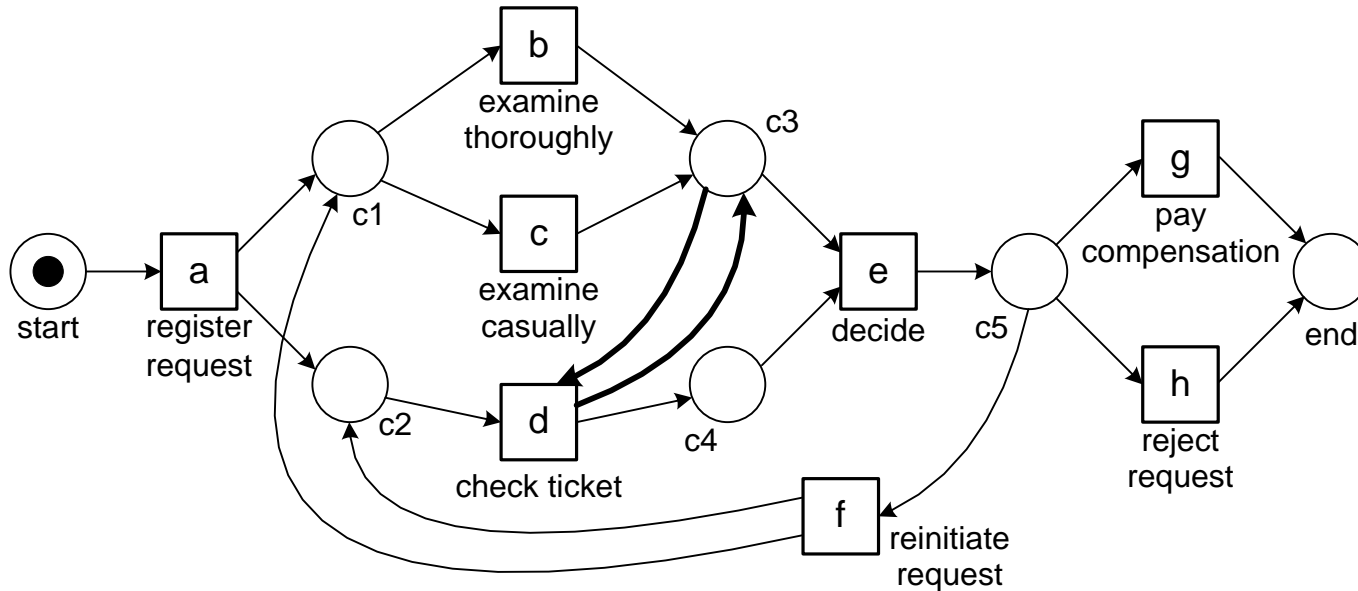 b
examine
thoroughly
c3
c1
g
pay
compensation
c
examine
casually
a
register
request
start
e
decide
c5
end
c2
d
check ticket
c4
h
reject
request
f
reinitiate
request